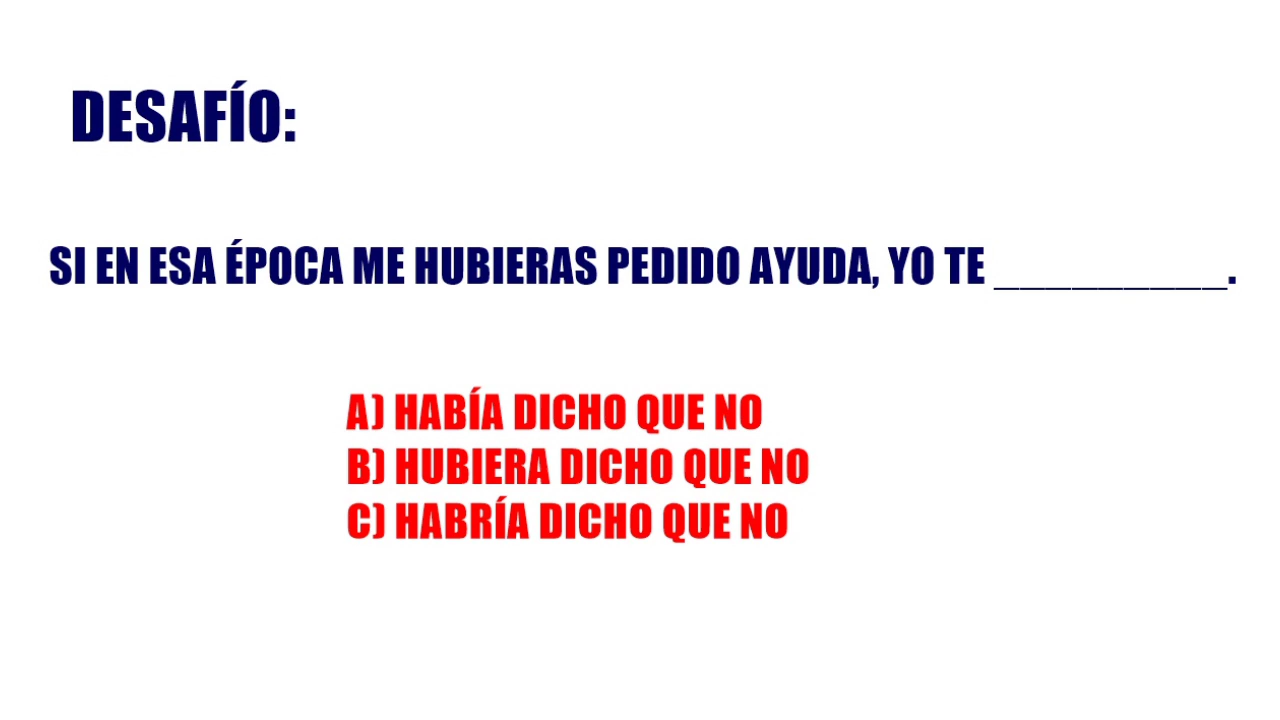 DESAFÍO:
SI EN ESA ÉPOCA ME HUBIERAS PEDIDO AYUDA, YO TE _________.
A) HABÍA DICHO QUE NO
B) HUBIERA DICHO QUE NO
C) HABRÍA DICHO QUE NO